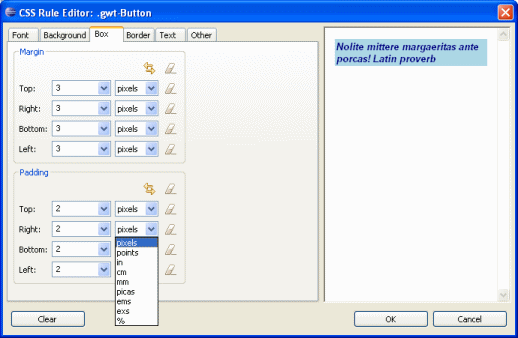 CSS Rule Editor: .gwt-Button
Font Background Box Border Text Other
Margin
Top: 3 pixels
Right: 3 pixels
Bottom: 3 pixels
Left: 3 pixels
Padding
Top: 2 pixels
Right: 2 pixels
Bottom: 2
Left: 2
pixels
points
in
cm
mm
picas
ems
exs
%
Nolite mittere margaeritas ante
porcas! Latin proverb
Clear OK Cancel